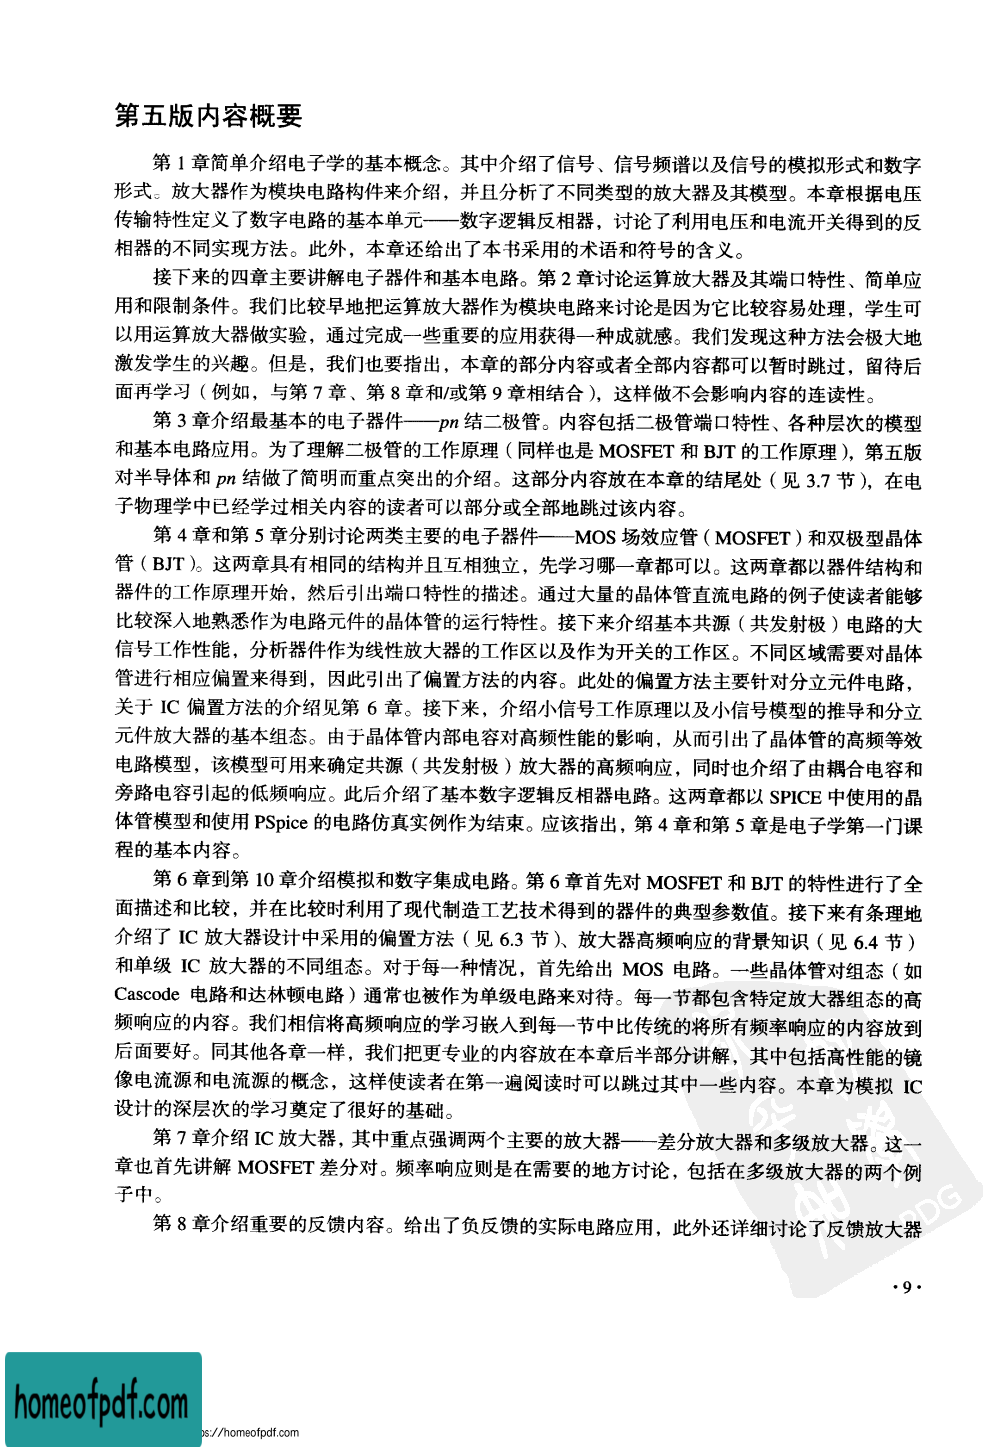 第五版内容概要
第 1 章简单介绍电子学的基本概念。其中介绍了信号、信号频谱以及信号的模拟形式和数字
形式。放大器作为模块电路构件来介绍，并且分析了不同类型的放大器及其模型。本章根据电压
传输特性定义了数字电路的基本单元——数字逻辑反相器，讨论了利用电压和电流开关得到的反
相器的不同实现方法。此外，本章还给出了本书采用的术语和符号的含义。
接下来的四章主要讲解电子器件和基本电路。第 2 章讨论运算放大器及其端口特性、简单应
用和限制条件。我们比较早地把运算放大器作为模块电路来讨论是因为它比较容易处理，学生可
以用运算放大器做实验，通过完成一些重要的应用获得一种成就感。我们发现这种方法会极大地
激发学生的兴趣。但是，我们也要指出，本章的部分内容或者全部内容都可以暂时跳过，留待后
面再学习（例如，与第 7 章、第 8 章和/或第 9 章相结合），这样做不会影响内容的连读性。
第 3 章介绍最基本的电子器件——pn 结二极管。内容包括二极管端口特性、各种层次的模型
和基本电路应用。为了理解二极管的工作原理（同样也是 MOSFET 和 BJT 的工作原理），第五版
对半导体和 pn 结做了简明而重点突出的介绍。这部分内容放在本章的结尾处（见 3.7 节），在电
子物理学中已经学过相关内容的读者可以部分或全部地跳过该内容。
第 4 章和第 5 章分别讨论两类主要的电子器件——MOS 场效应管（MOSFET）和双极型晶体
管（BJT）。这两章具有相同的结构并且互相独立，先学习哪一章都可以。这两章都以器件结构和
器件的工作原理开始，然后引出端口特性的描述。通过大量的晶体管直流电路的例子使读者能够
比较深入地熟悉作为电路元件的晶体管的运行特性。接下来介绍基本共源（共发射极）电路的大
信号工作性能，分析器件作为线性放大器的工作区以及作为开关的工作区。不同区域需要对晶体
管进行相应偏置来得到，因此引出了偏置方法的内容。此处的偏置方法主要针对分立元件电路，
关于 IC 偏置方法的介绍见第 6 章。接下来，介绍小信号工作原理以及小信号模型的推导和分立
元件放大器的基本组态。由于晶体管内部电容对高频性能的影响，从而引出了晶体管的高频等效
电路模型，该模型可用来确定共源（共发射极）放大器的高频响应，同时也介绍了由耦合电容和
旁路电容引起的低频响应。此后介绍了基本数字逻辑反相器电路。这两章都以 SPICE 中使用的晶
体管模型和使用 PSpice 的电路仿真实例作为结束。应该指出，第 4 章和第 5 章是电子学第一门课
程的基本内容。
第 6 章到第 10 章介绍模拟和数字集成电路。第 6 章首先对 MOSFET 和 BJT 的特性进行了全
面描述和比较，并在比较时利用了现代制造工艺技术得到的器件的典型参数值。接下来有条理地
介绍了 IC 放大器设计中采用的偏置方法（见 6.3 节）、放大器高频响应的背景知识（见 6.4 节）
和单级 IC 放大器的不同组态。对于每一种情况，首先给出 MOS 电路。一些晶体管对组态（如
Cascode 电路和达林顿电路）通常也被作为单级电路来对待。每一节都包含特定放大器组态的高
频响应的内容。我们相信将高频响应的学习嵌入到每一节中比传统的将所有频率响应的内容放到
后面要好。同其他各章一样，我们把更专业的内容放在本章后半部分讲解，其中包括高性能的镜
像电流源和电流源的概念，这样使读者在第一遍阅读时可以跳过其中一些内容。本章为模拟 IC
设计的深层次的学习奠定了很好的基础。
第 7 章介绍 IC 放大器，其中重点强调两个主要的放大器——差分放大器和多级放大器。这一
章也首先讲解 MOSFET 差分对。频率响应则是在需要的地方讨论，包括在多级放大器的两个例
子中。
第 8 章介绍重要的反馈内容。给出了负反馈的实际电路应用，此外还详细讨论了反馈放大器
PDG
·9·
homeofpdf.com
ps://homeofpdf.com